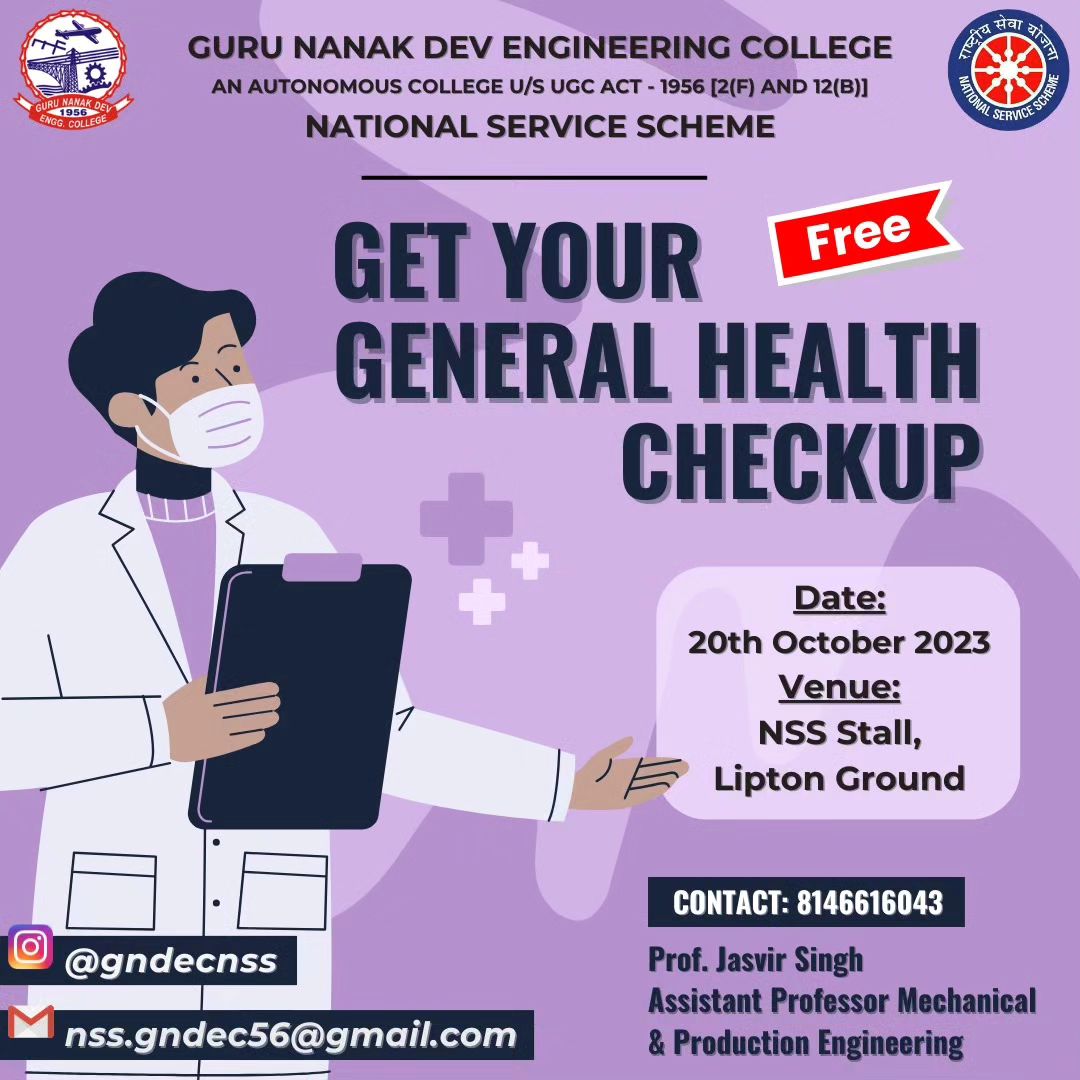 GURU NANAK DEV
1956
ENGG. COLLEGE
GURU NANAK DEV ENGINEERING COLLEGE
AN AUTONOMOUS COLLEGE U/S UGC ACT - 1956 [2(F) AND 12(B)]
NATIONAL SERVICE SCHEME
राष्ट्रीय सेवा योजना
NATIONAL SERVICE SCHEME
Free
GET YOUR
GENERAL HEALTH
CHECKUP
Date:
20th October 2023
Venue:
NSS Stall,
Lipton Ground
CONTACT: 8146616043
Prof. Jasvir Singh
Assistant Professor Mechanical
& Production Engineering
@gndecnss
nss.gndec56@gmail.com